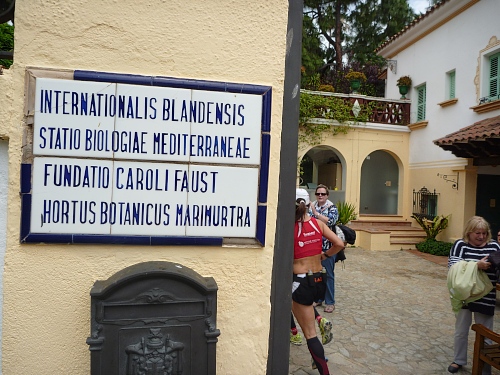 INTERNATIONALIS BLANDENSIS
STATIO BIOLOGIAE MEDITERRANEAE
FUNDATIO CAROLI FAUST
HORTUS BOTANICUS MARIMURTRA